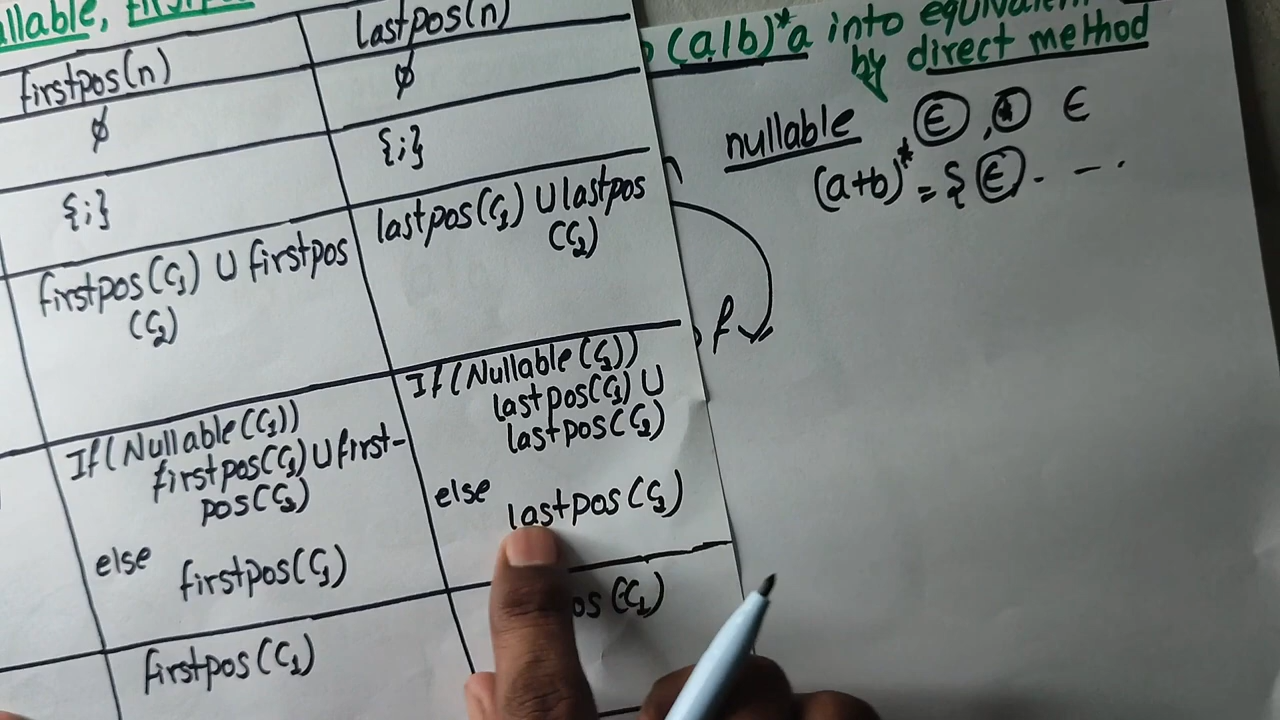 firstpos(n)
lastpos(n)
ϕ
ϕ
{i}
{i}
firstpos(C1) U firstpos
(C2)
lastpos(C1) U lastpos
(C2)
If(Nullable(C1))
firstpos(C1) U first-
pos(C2)
else
firstpos(C1)
If(Nullable(C2))
lastpos(C1) U
lastpos(C2)
else
lastpos(C2)
firstpos(C1)
os(C1)
(a/b)*a into
by direct method
nullable ϵ, ϵ
(a+b)* = { ϵ - -- .